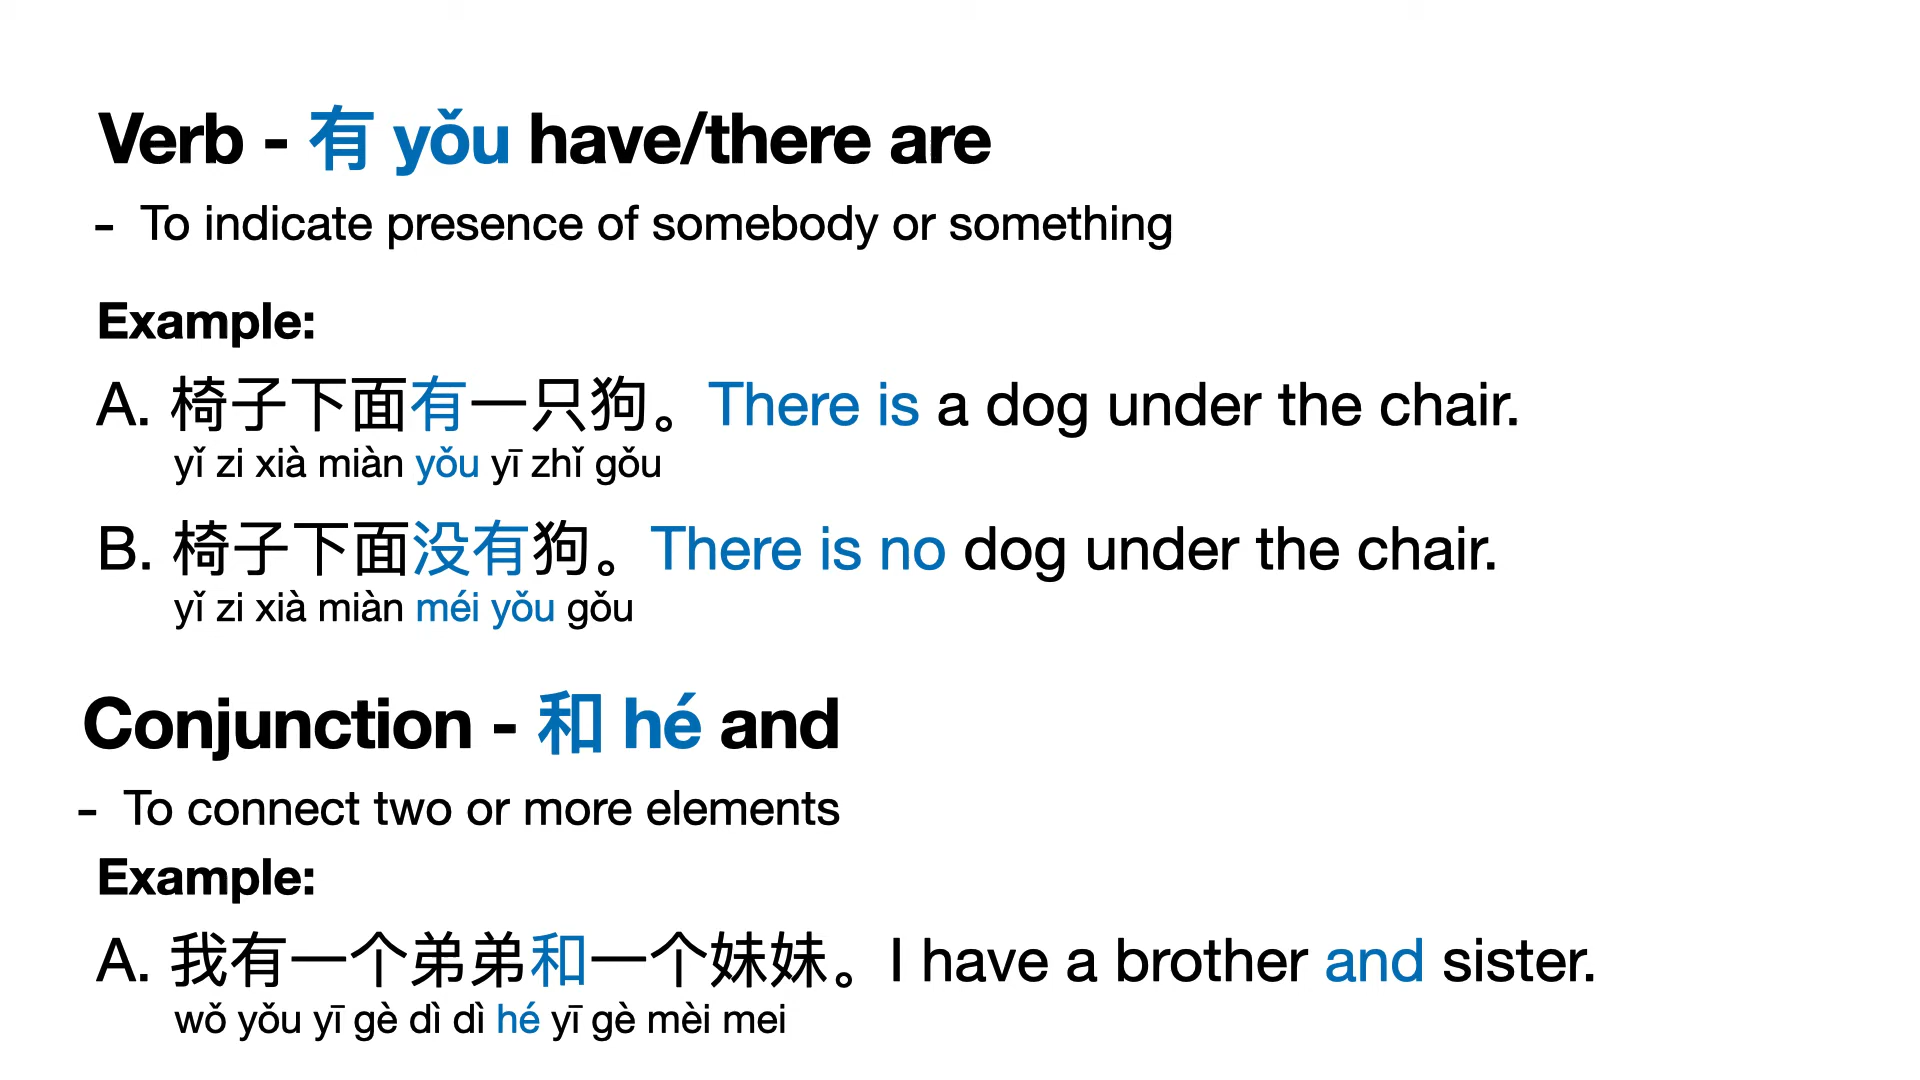 Verb - 有 yǒu have/there are
- To indicate presence of somebody or something
Example:
A. 椅子下面有一只狗。There is a dog under the chair.
yǐ zi xià miàn yǒu yī zhǐ gǒu
B. 椅子下面没有狗。There is no dog under the chair.
yǐ zi xià miàn méi yǒu gǒu
Conjunction - 和 hé and
- To connect two or more elements
Example:
A. 我有一个弟弟和一个妹妹。I have a brother and sister.
wǒ yǒu yī gè dì dì hé yī gè mèi mei